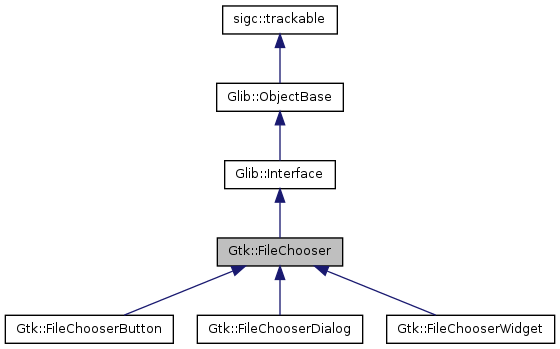 sigc::trackable
Glib::ObjectBase
Glib::Interface
Gtk::FileChooser
Gtk::FileChooserButton
Gtk::FileChooserDialog
Gtk::FileChooserWidget